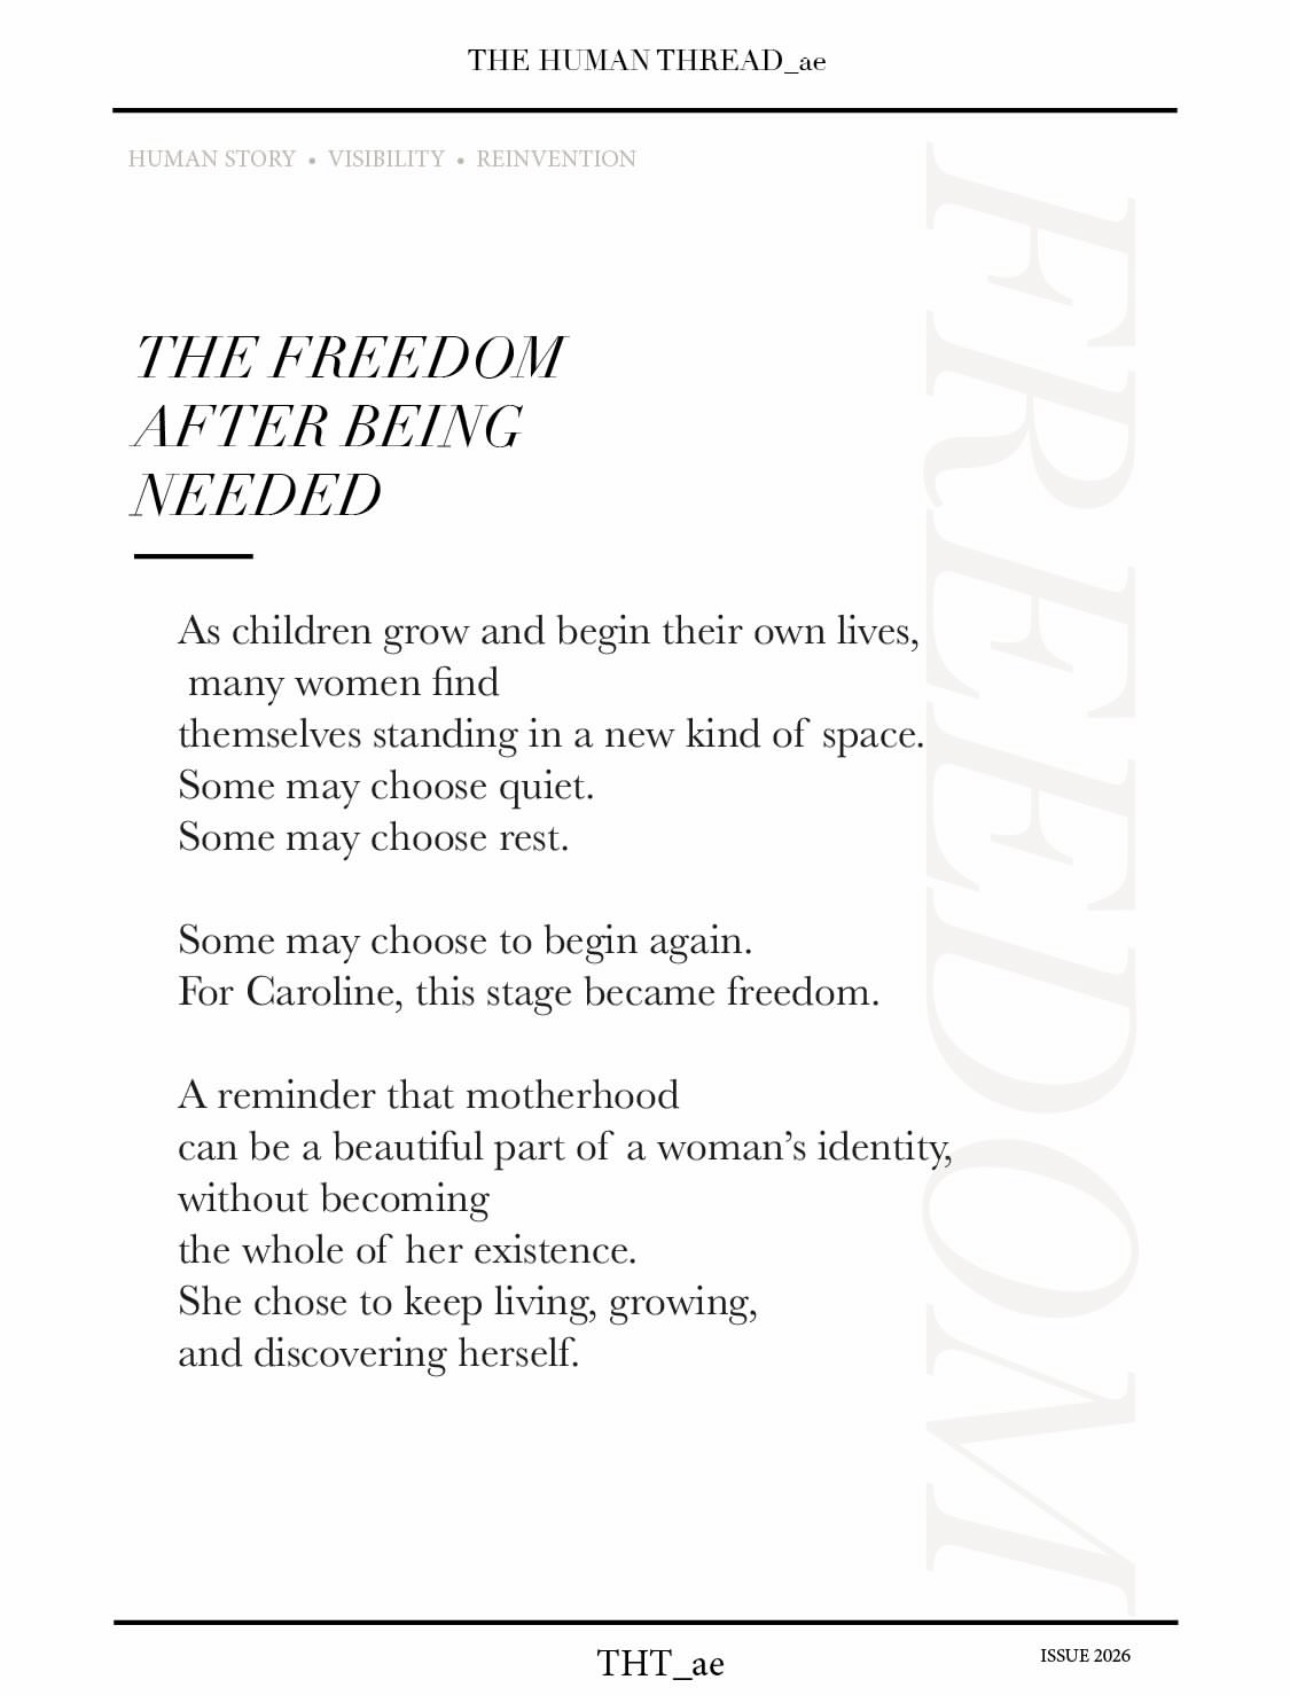 THE HUMAN THREAD_ae
HUMAN STORY • VISIBILITY • REINVENTION
FREEDOM
THE FREEDOM
AFTER BEING
NEEDED
As children grow and begin their own lives,
many women find
themselves standing in a new kind of space.
Some may choose quiet.
Some may choose rest.
Some may choose to begin again.
For Caroline, this stage became freedom.
A reminder that motherhood
can be a beautiful part of a woman’s identity,
without becoming
the whole of her existence.
She chose to keep living, growing,
and discovering herself.
THT_ae
ISSUE 2026